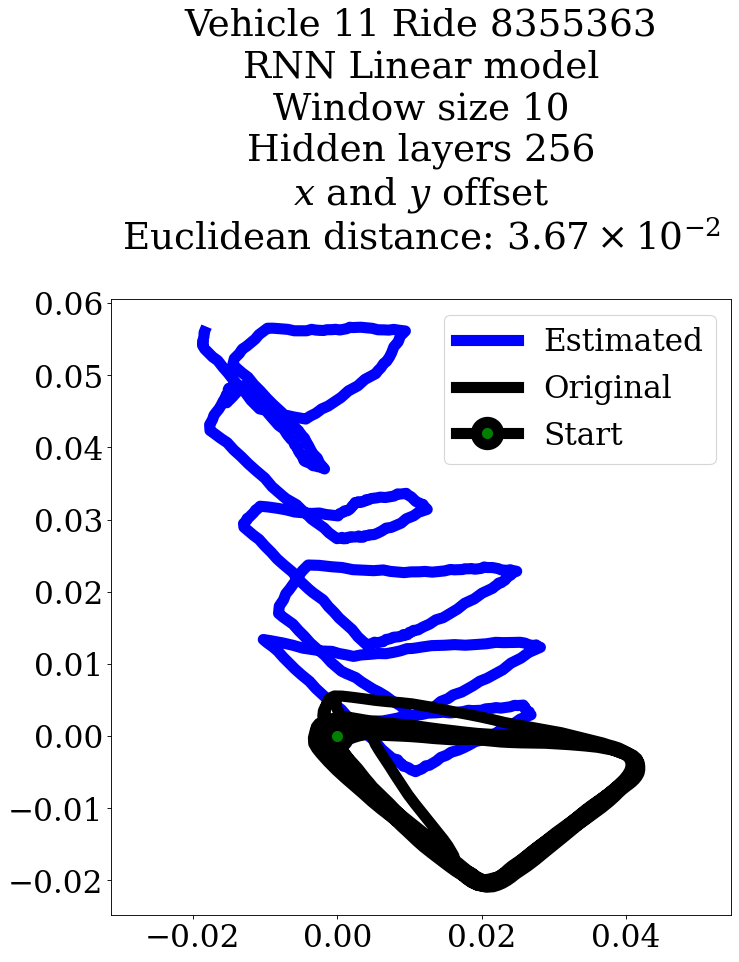 Vehicle 11 Ride 8355363
RNN Linear model
Window size 10
Hidden layers 256
x and y offset
Euclidean distance: 3.67 × 10⁻²
0.06
0.05
0.04
0.03
0.02
0.01
0.00
−0.01
−0.02
Estimated
Original
Start
−0.02 0.00 0.02 0.04